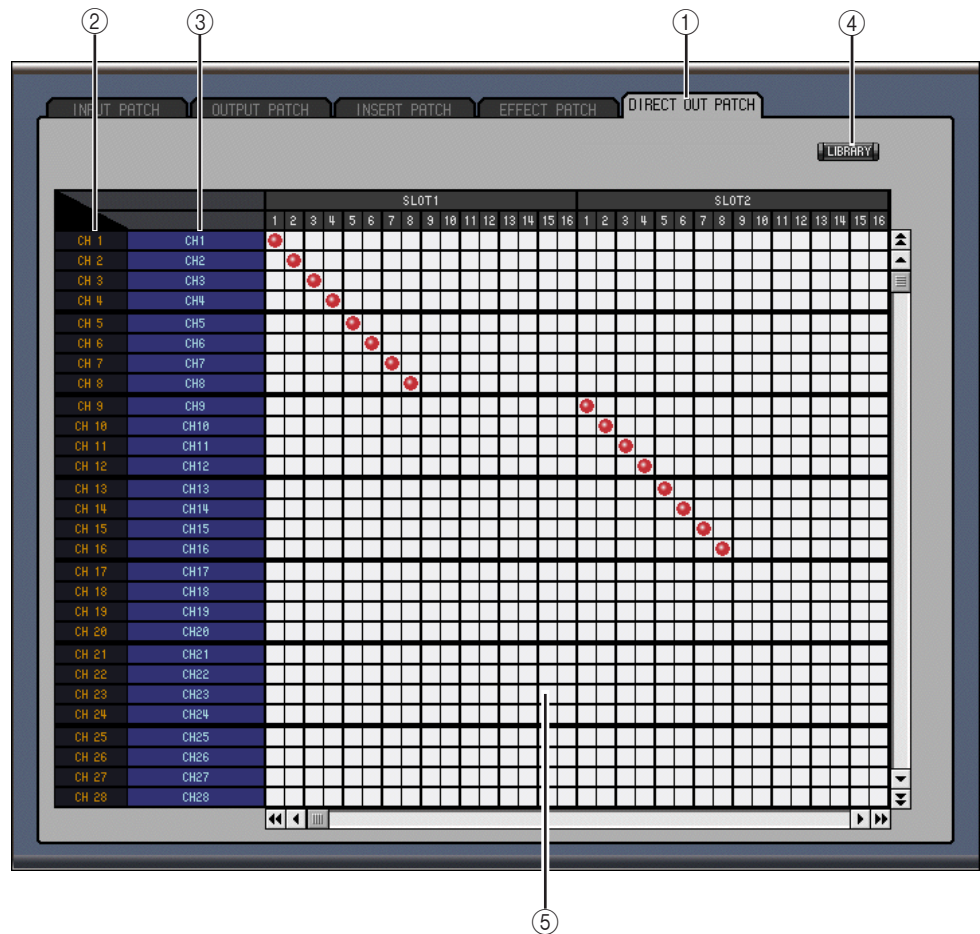 ② ③ ① ④
INPUT PATCH OUTPUT PATCH INSERT PATCH EFFECT PATCH DIRECT OUT PATCH
LIBRARY
SLOT1 SLOT2
1 2 3 4 5 6 7 8 9 10 11 12 13 14 15 16 1 2 3 4 5 6 7 8 9 10 11 12 13 14 15 16
CH 1 CH1
CH 2 CH2
CH 3 CH3
CH 4 CH4
CH 5 CH5
CH 6 CH6
CH 7 CH7
CH 8 CH8
CH 9 CH9
CH 10 CH10
CH 11 CH11
CH 12 CH12
CH 13 CH13
CH 14 CH14
CH 15 CH15
CH 16 CH16
CH 17 CH17
CH 18 CH18
CH 19 CH19
CH 20 CH20
CH 21 CH21
CH 22 CH22
CH 23 CH23
CH 24 CH24
CH 25 CH25
CH 26 CH26
CH 27 CH27
CH 28 CH28
⑤